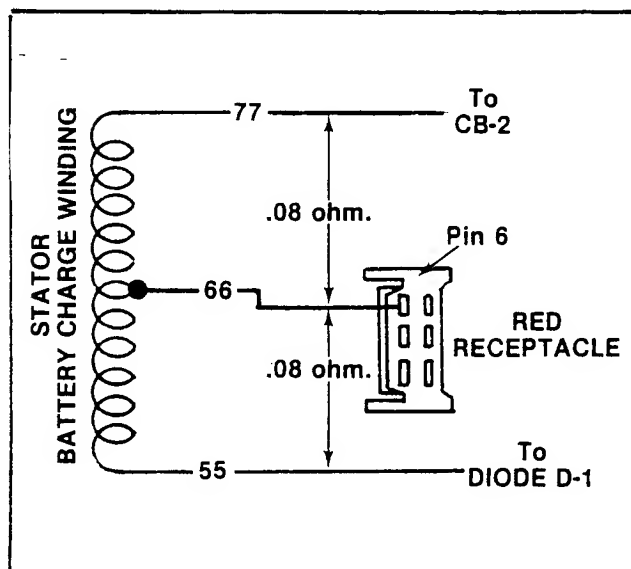 77
To
CB-2
.08 ohm.
Pin 6
STATOR
BATTERY CHARGE WINDING
66
RED
RECEPTACLE
.08 ohm.
55
To
DIODE D-1